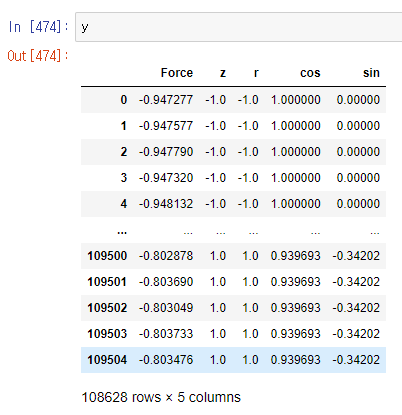 In [474]: y
Out[474]:
Force z r cos sin
0 -0.947277 -1.0 -1.0 1.000000 0.00000
1 -0.947577 -1.0 -1.0 1.000000 0.00000
2 -0.947790 -1.0 -1.0 1.000000 0.00000
3 -0.947320 -1.0 -1.0 1.000000 0.00000
4 -0.948132 -1.0 -1.0 1.000000 0.00000
... ... ... ... ... ...
109500 -0.802878 1.0 1.0 0.939693 -0.34202
109501 -0.803690 1.0 1.0 0.939693 -0.34202
109502 -0.803049 1.0 1.0 0.939693 -0.34202
109503 -0.803733 1.0 1.0 0.939693 -0.34202
109504 -0.803476 1.0 1.0 0.939693 -0.34202
108628 rows × 5 columns